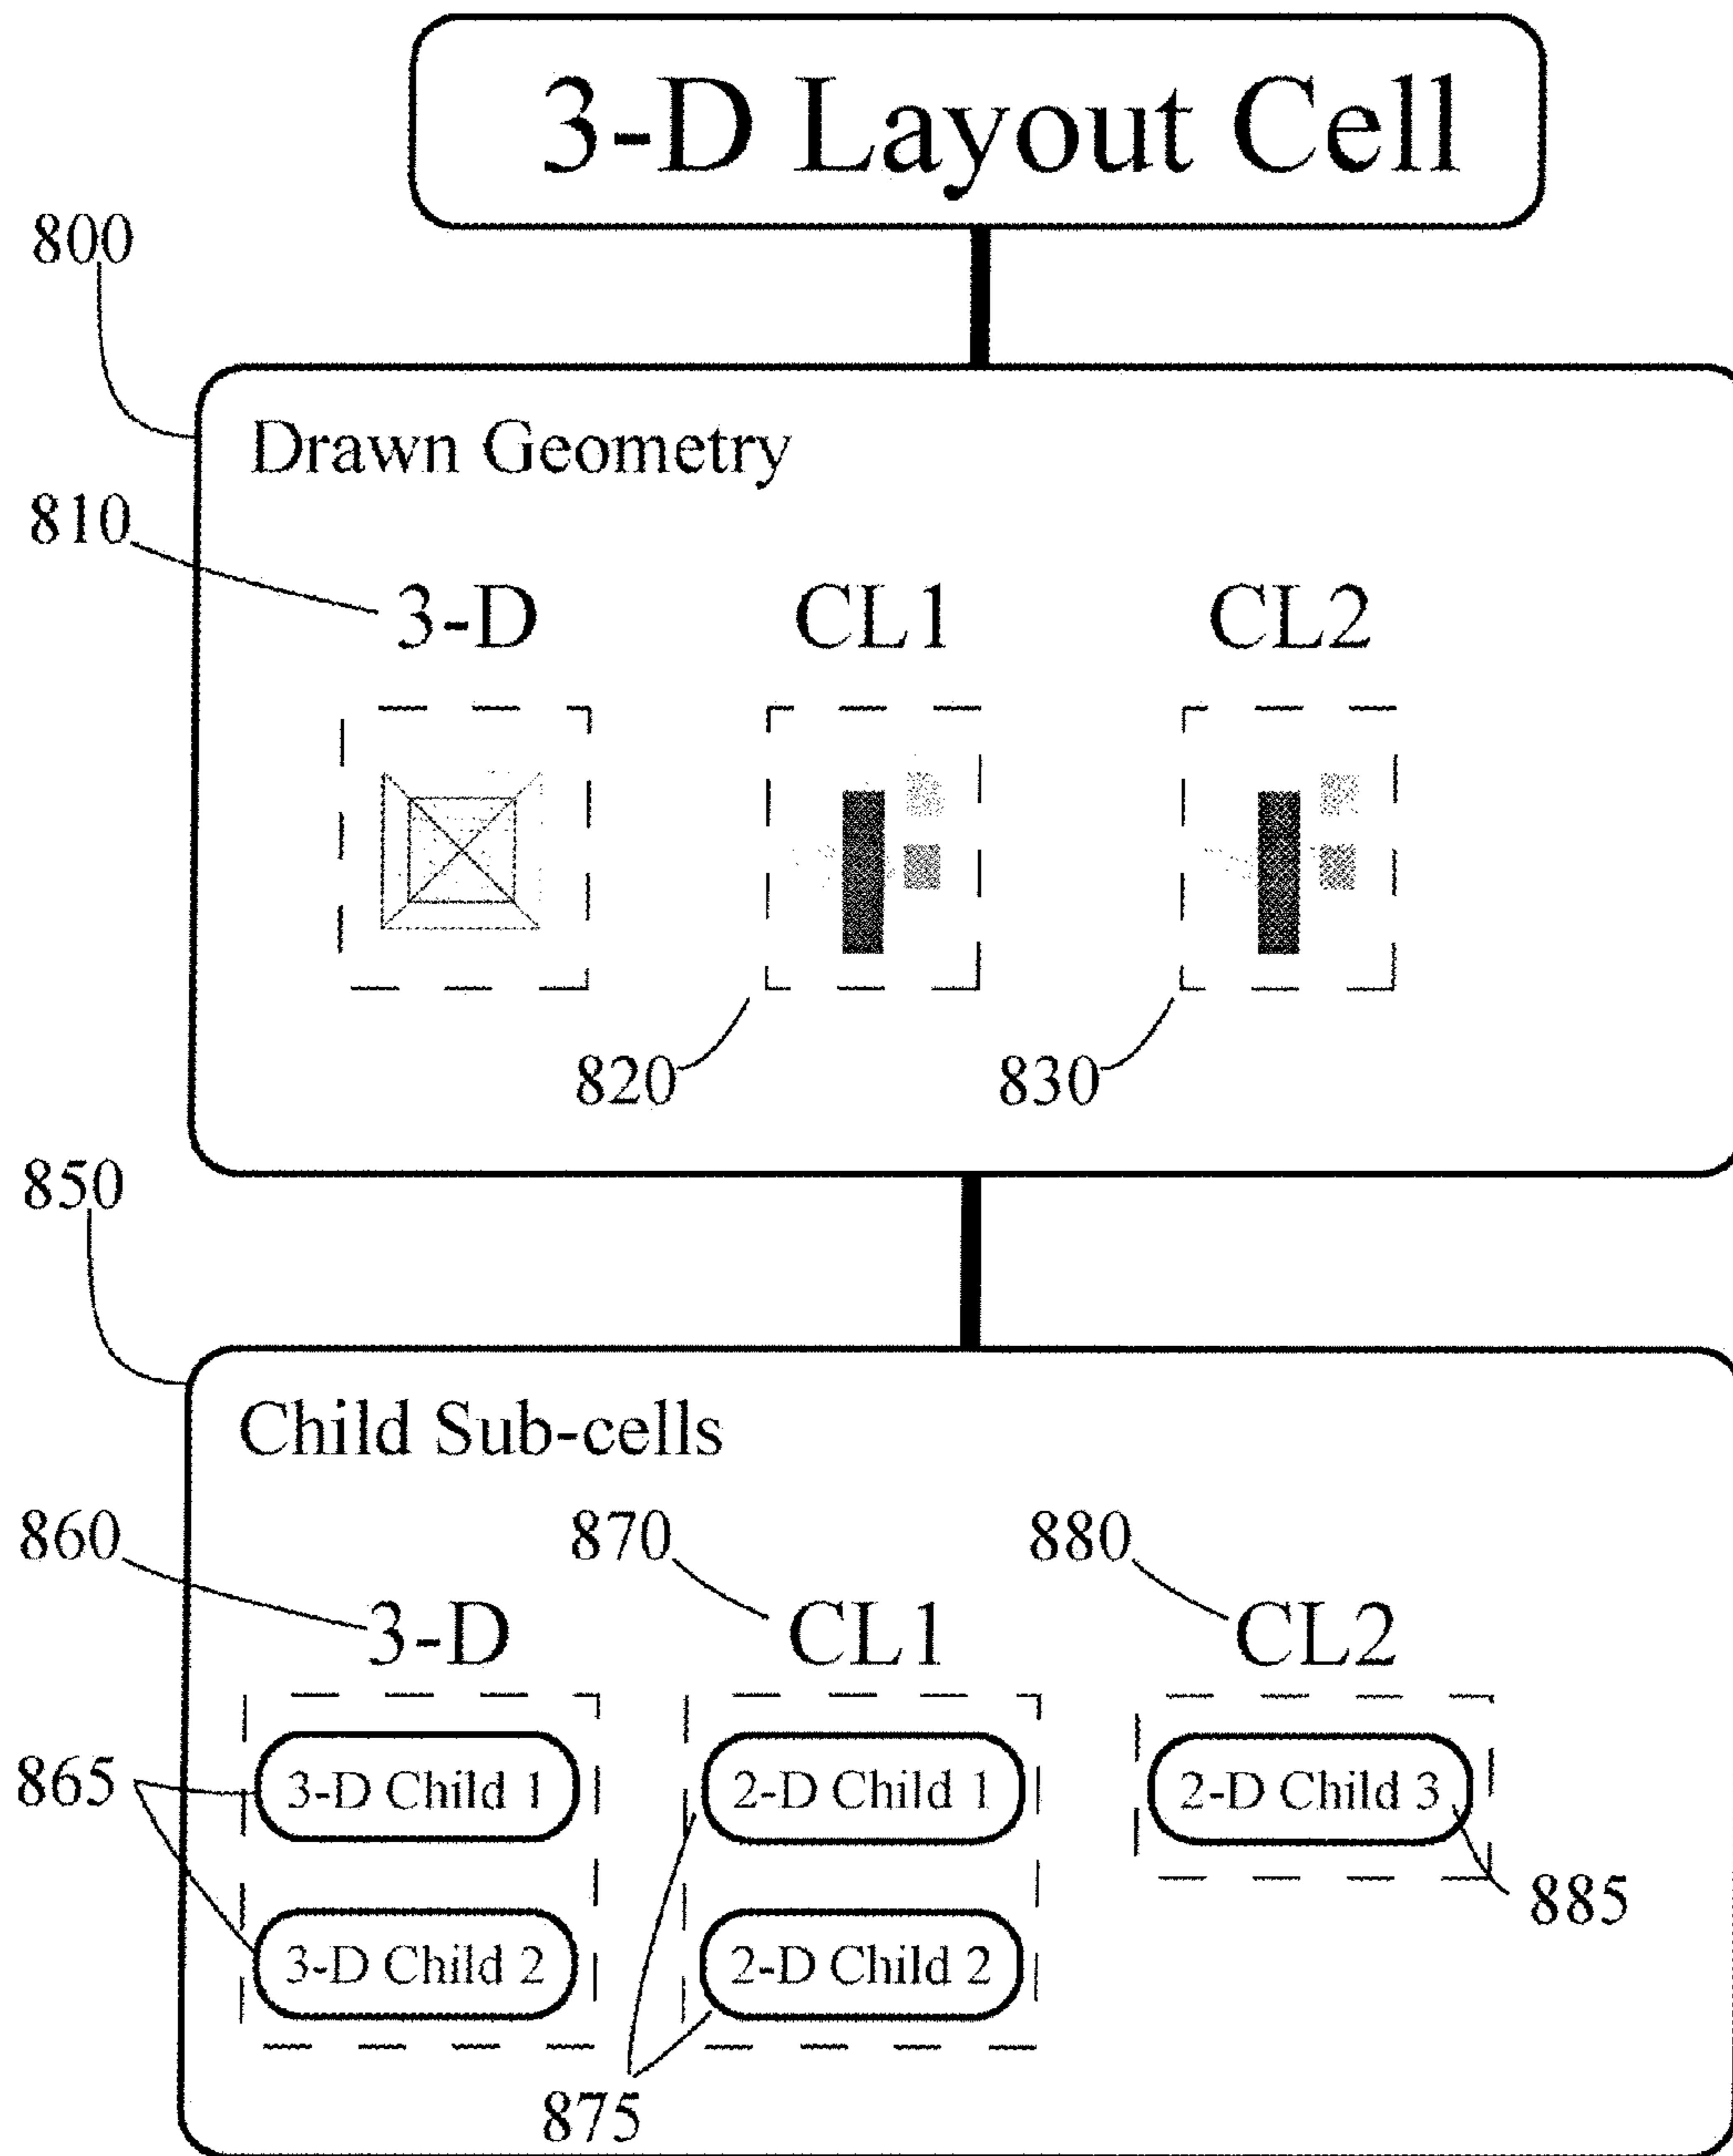 3-D Layout Cell
800
Drawn Geometry
810
3-D CL1 CL2
820 830
850
Child Sub-cells
860 870 880
3-D CL1 CL2
865 3-D Child 1 2-D Child 1 2-D Child 3
885
3-D Child 2 2-D Child 2
875